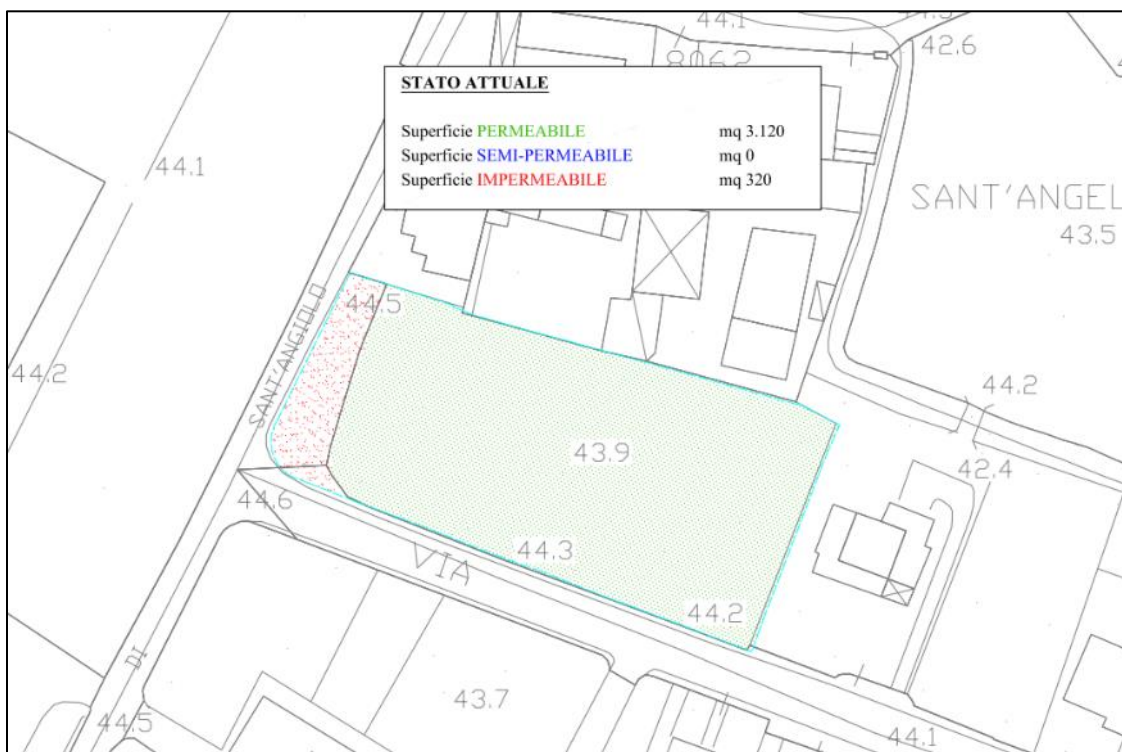 44.1
42.6
8062
STATO ATTUALE
Superficie PERMEABILE mq 3.120
Superficie SEMI-PERMEABILE mq 0
Superficie IMPERMEABILE mq 320
44.1
SANT'ANGEL
43.5
44.5
SANT'ANGIOLO
44.2
44.2
43.9
42.4
44.6
VIA
44.3
44.2
DI
43.7
44.5
44.1